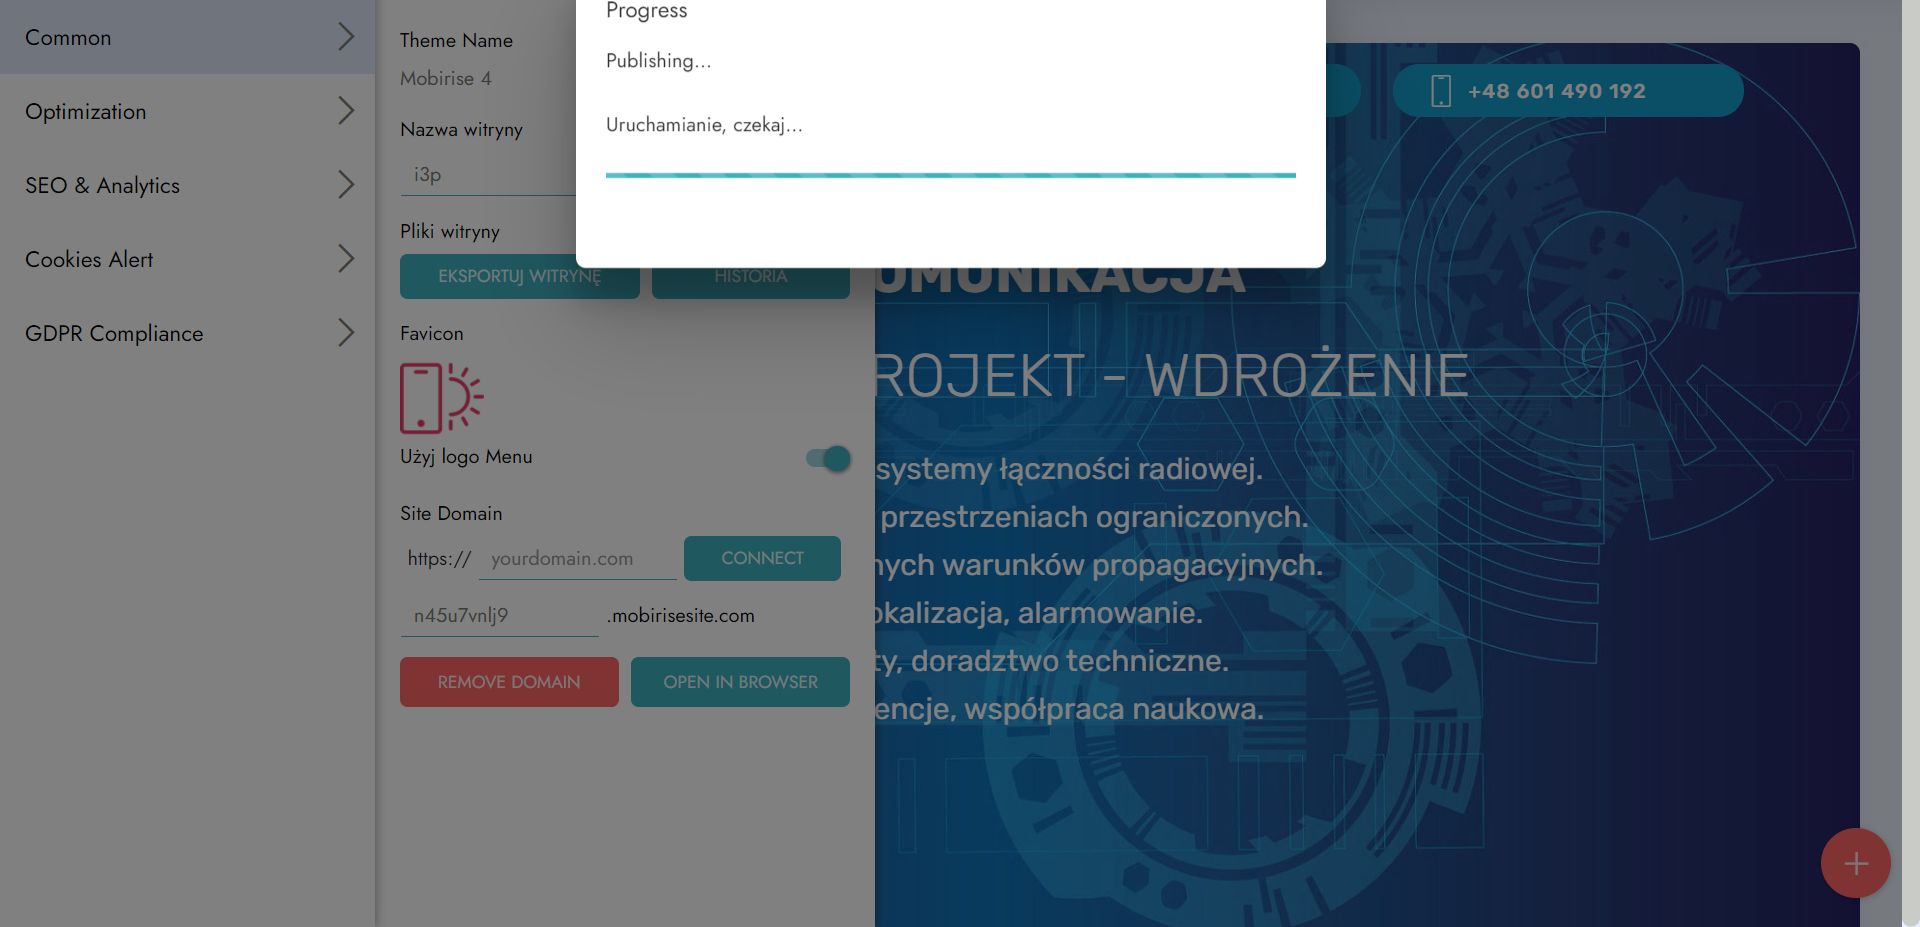 Common
Optimization
SEO & Analytics
Cookies Alert
GDPR Compliance
Theme Name
Mobirise 4
Nazwa witryny
i3p
Pliki witryny
EKSPORTUJ WITRYNĘ
HISTORIA
Favicon
Użyj logo Menu
Site Domain
https://
yourdomain.com
CONNECT
n45u7vnlj9
.mobirisesite.com
REMOVE DOMAIN
OPEN IN BROWSER
Progress
Publishing...
Uruchamianie, czekaj...
+48 601 490 192
OMUNIKACJA
ROJEKT - WDROŻENIE
systemy łączności radiowej.
przestrzeniach ograniczonych.
nych warunków propagacyjnych.
okalizacja, alarmowanie.
ty, doradztwo techniczne.
encje, współpraca naukowa.